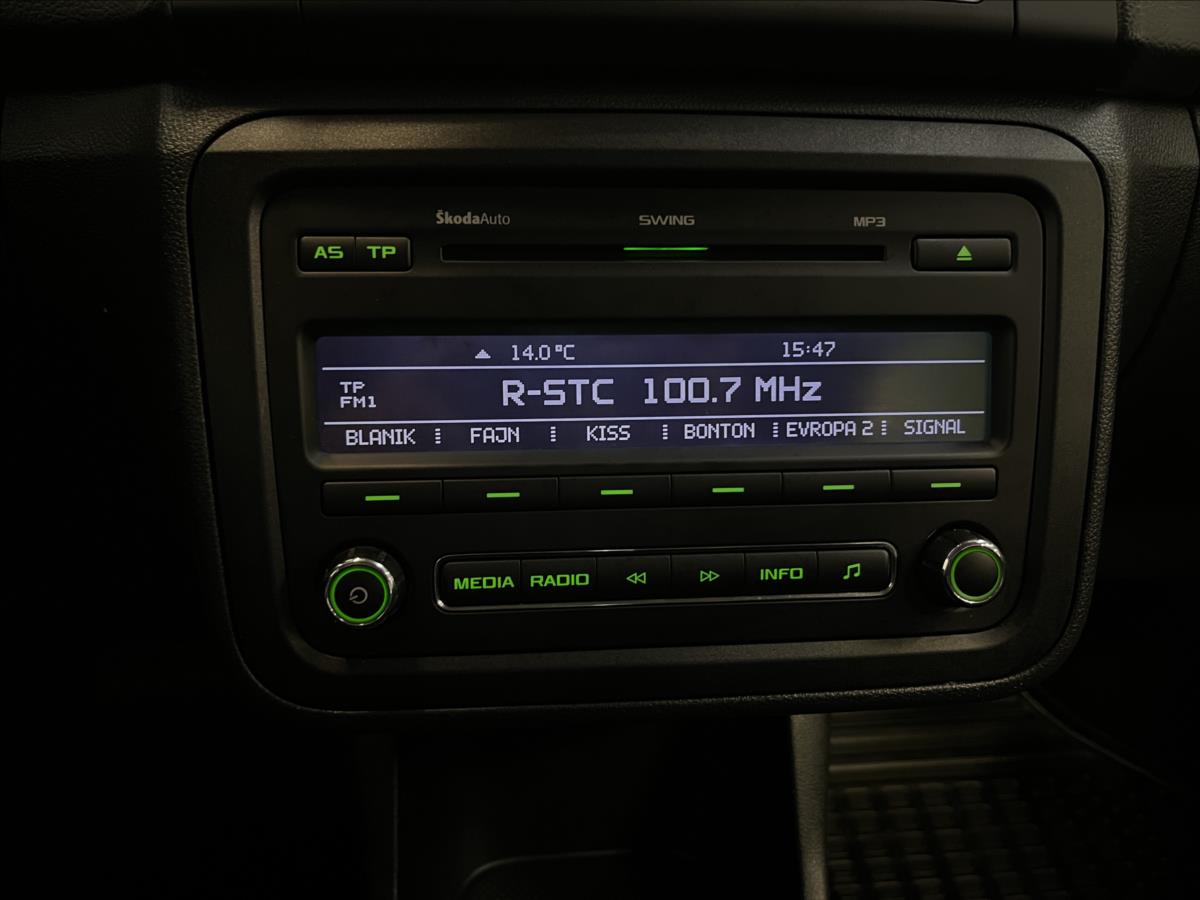 ŠkodaAuto SWING MP3
AS TP
14.0 °C 15:47
TP
FM1
R-STC 100.7 MHz
BLANIK FAJN KISS BONTON EVROPA 2 SIGNAL
MEDIA RADIO INFO